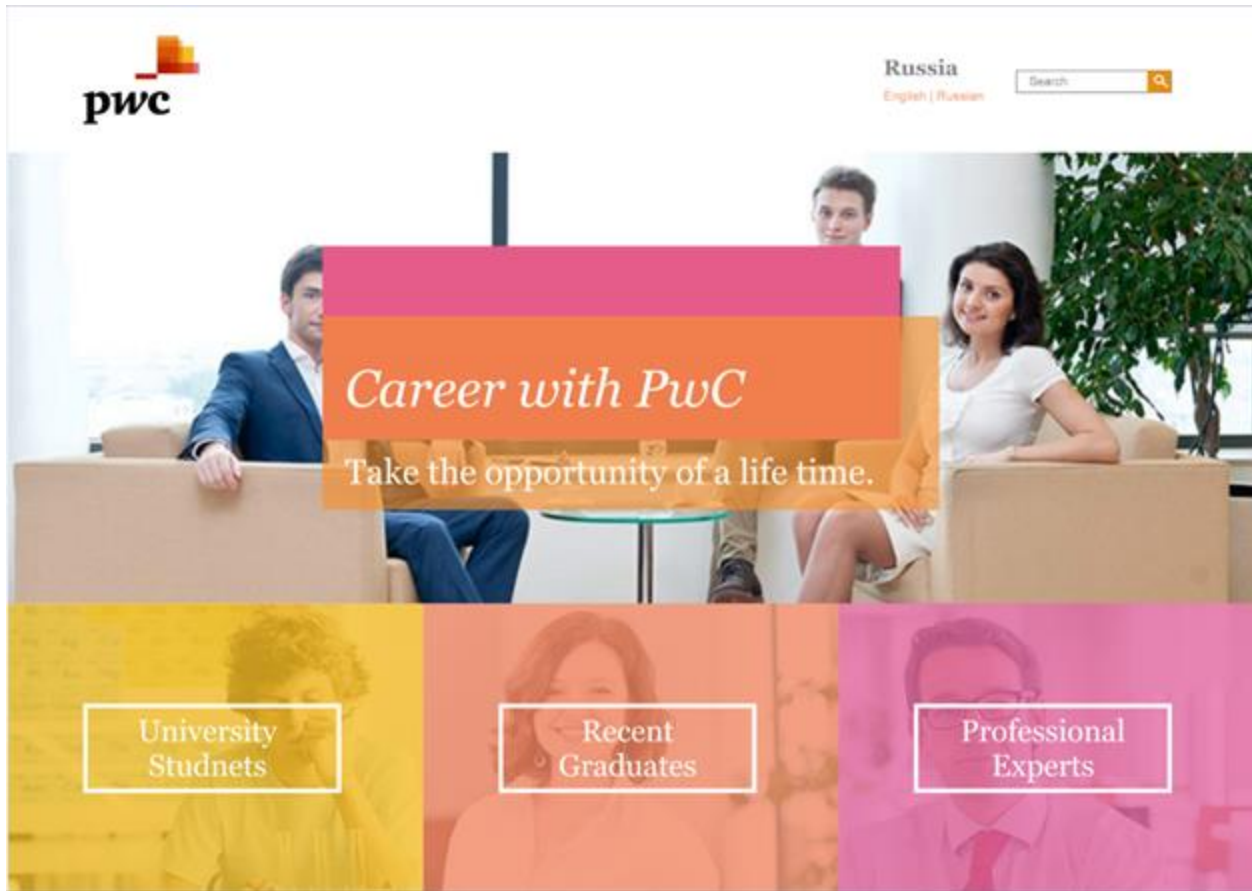 pwc
Russia
English | Russian
Search
Career with PwC
Take the opportunity of a life time.
University
Studnets
Recent
Graduates
Professional
Experts